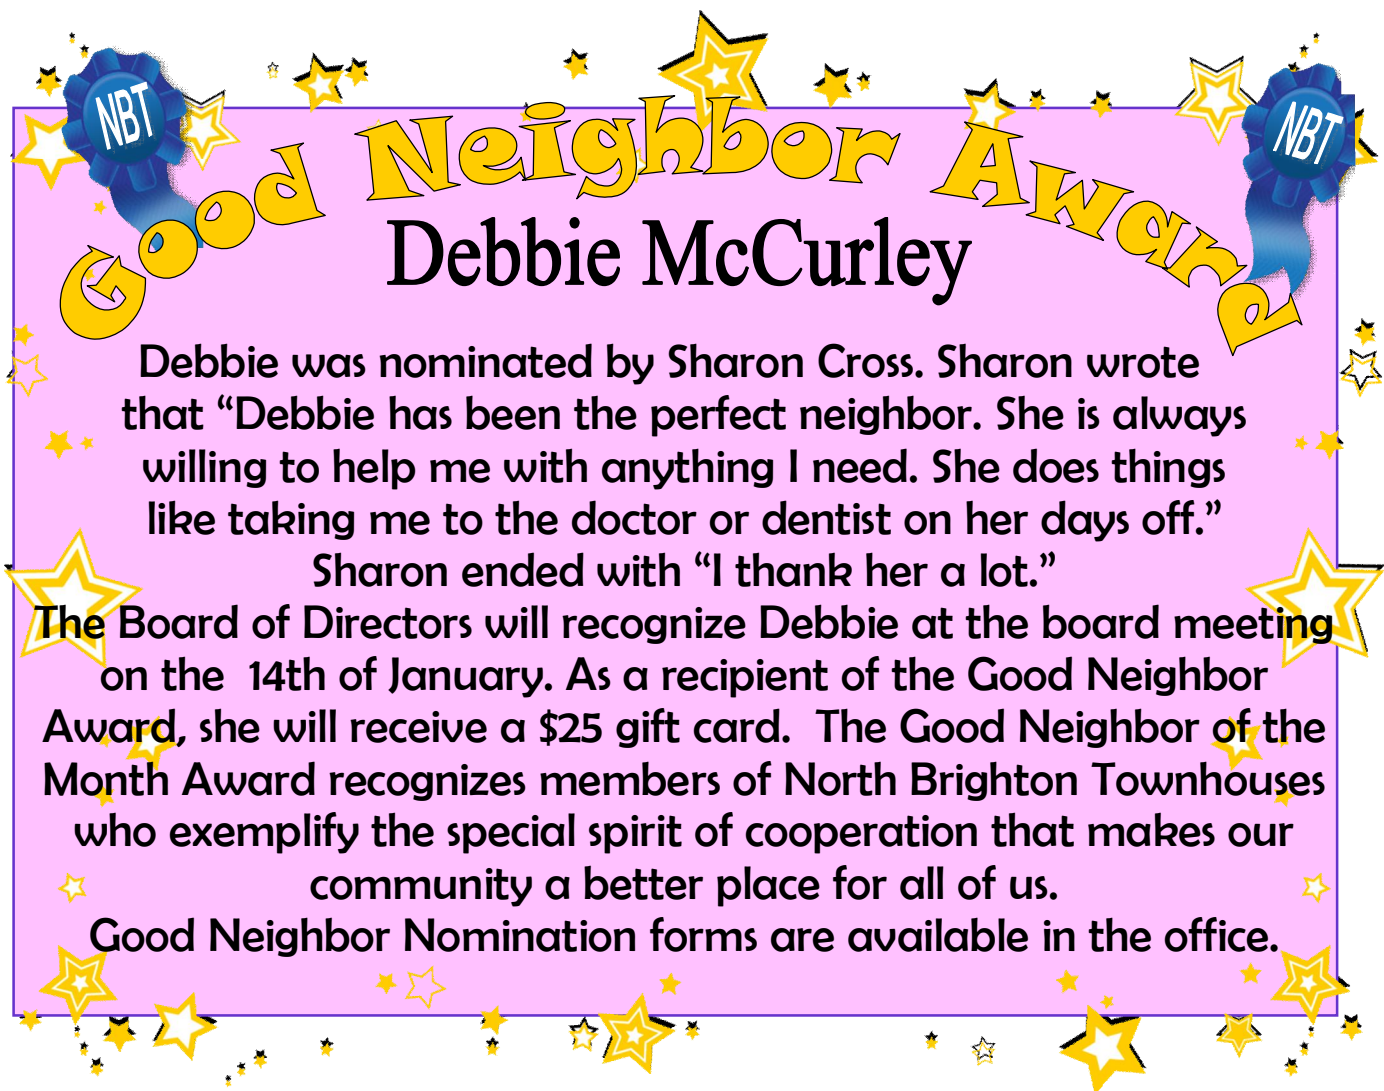 NBT
NBT
Good Neighbor Award
Debbie McCurley
Debbie was nominated by Sharon Cross. Sharon wrote
that “Debbie has been the perfect neighbor. She is always
willing to help me with anything I need. She does things
like taking me to the doctor or dentist on her days off.”
Sharon ended with “I thank her a lot.”
The Board of Directors will recognize Debbie at the board meeting
on the  14th of January. As a recipient of the Good Neighbor
Award, she will receive a $25 gift card.  The Good Neighbor of the
Month Award recognizes members of North Brighton Townhouses
who exemplify the special spirit of cooperation that makes our
community a better place for all of us.
Good Neighbor Nomination forms are available in the office.